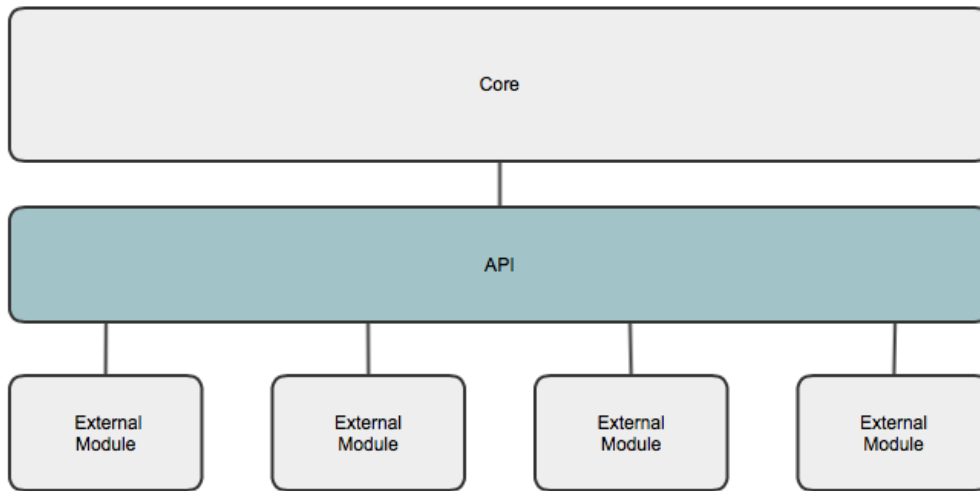 Core
API
External
Module
External
Module
External
Module
External
Module